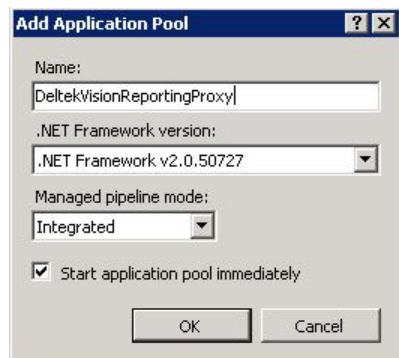 Add Application Pool
Name:
DeltekVisionReportingProxy
.NET Framework version:
.NET Framework v2.0.50727
Managed pipeline mode:
Integrated
Start application pool immediately
OK Cancel